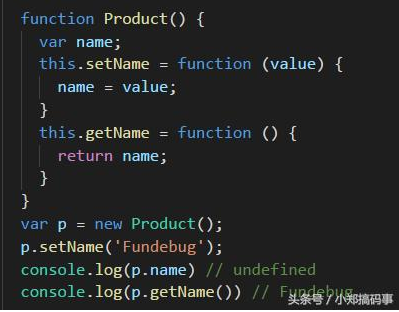 function Product() {
  var name;
  this.setName = function (value) {
    name = value;
  }
  this.getName = function () {
    return name;
  }
}
var p = new Product();
p.setName('Fundebug');
console.log(p.name) // undefined
console.log(p.getName()) // Fundebug
头条号 / 小郑搞码事